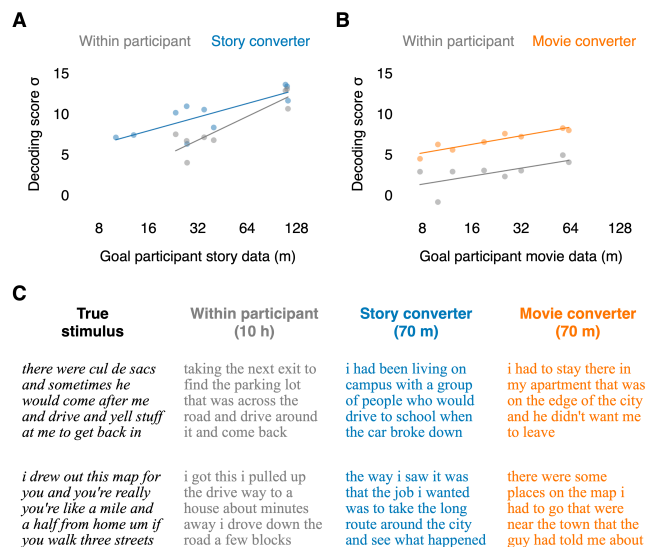 A
Within participant Story converter
Decoding score σ
15
10
5
0
8 16 32 64 128
Goal participant story data (m)
B
Within participant Movie converter
Decoding score σ
15
10
5
0
8 16 32 64 128
Goal participant movie data (m)
C
True
stimulus
there were cul de sacs
and sometimes he
would come after me
and drive and yell stuff
at me to get back in
i drew out this map for
you and you're really
you're like a mile and
a half from home um if
you walk three streets
Within participant
(10 h)
taking the next exit to
find the parking lot
that was across the
road and drive around
it and come back
i got this i pulled up
the drive way to a
house about minutes
away i drove down the
road a few blocks
Story converter
(70 m)
i had been living on
campus with a group
of people who would
drive to school when
the car broke down
the way i saw it was
that the job i wanted
was to take the long
route around the city
and see what happened
Movie converter
(70 m)
i had to stay there in
my apartment that was
on the edge of the city
and he didn't want me
to leave
there were some
places on the map i
had to go that were
near the town that the
guy had told me about